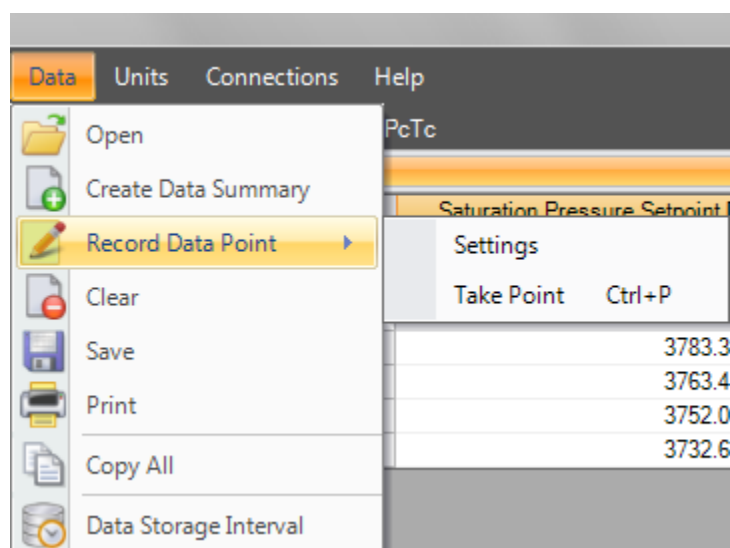 Data Units Connections Help
PcTc
Open
Create Data Summary
Saturation Pressure Setpoint
Record Data Point
Settings
Clear
Take Point Ctrl+P
Save
3783.3
3763.4
Print
3752.0
3732.6
Copy All
Data Storage Interval